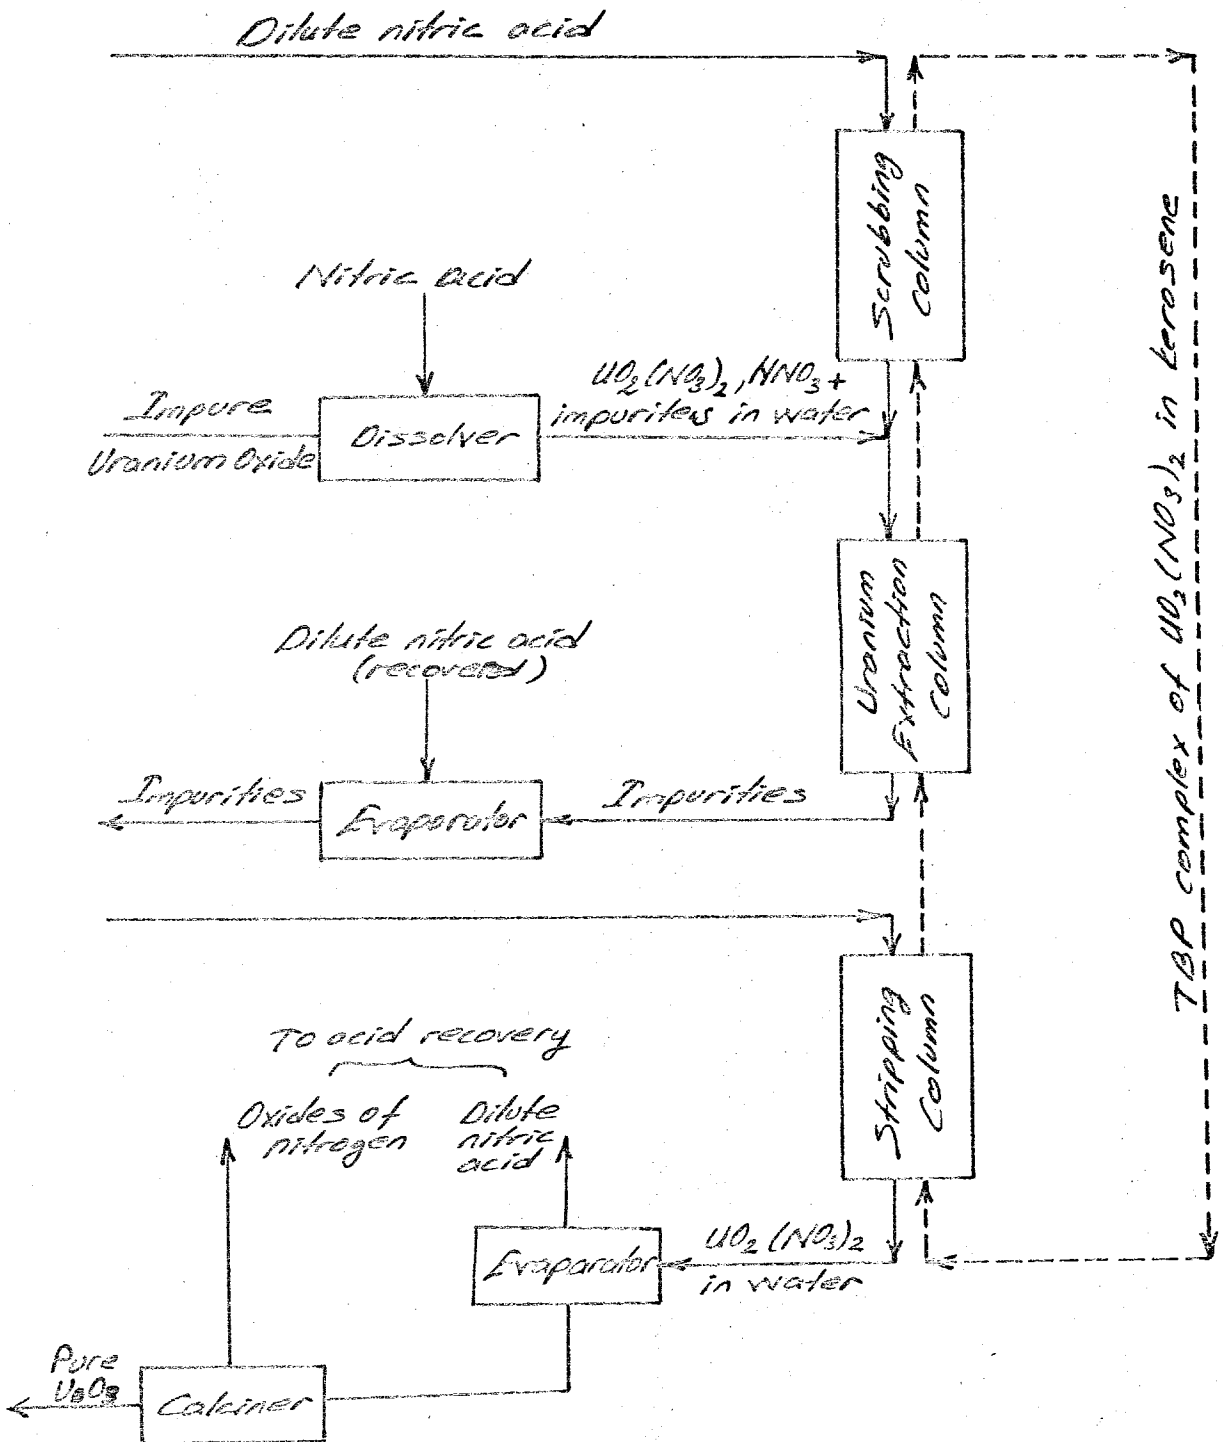 Dilute nitric acid
Scrubbing
Column
Nitric acid
UO2(NO3)2, HNO3+
impurites in water
Impure
Uranium Oxide
Dissolver
Uranium
Extraction
Column
TBP complex of UO2(NO3)2 in kerosene
Dilute nitric acid
(recovered)
Impurities
Evaporator
Impurities
Stripping
Column
To acid recovery
Oxides of
nitrogen
Dilute
nitric
acid
UO2(NO3)2
in water
Evaparator
Pure
U3O8
Calciner